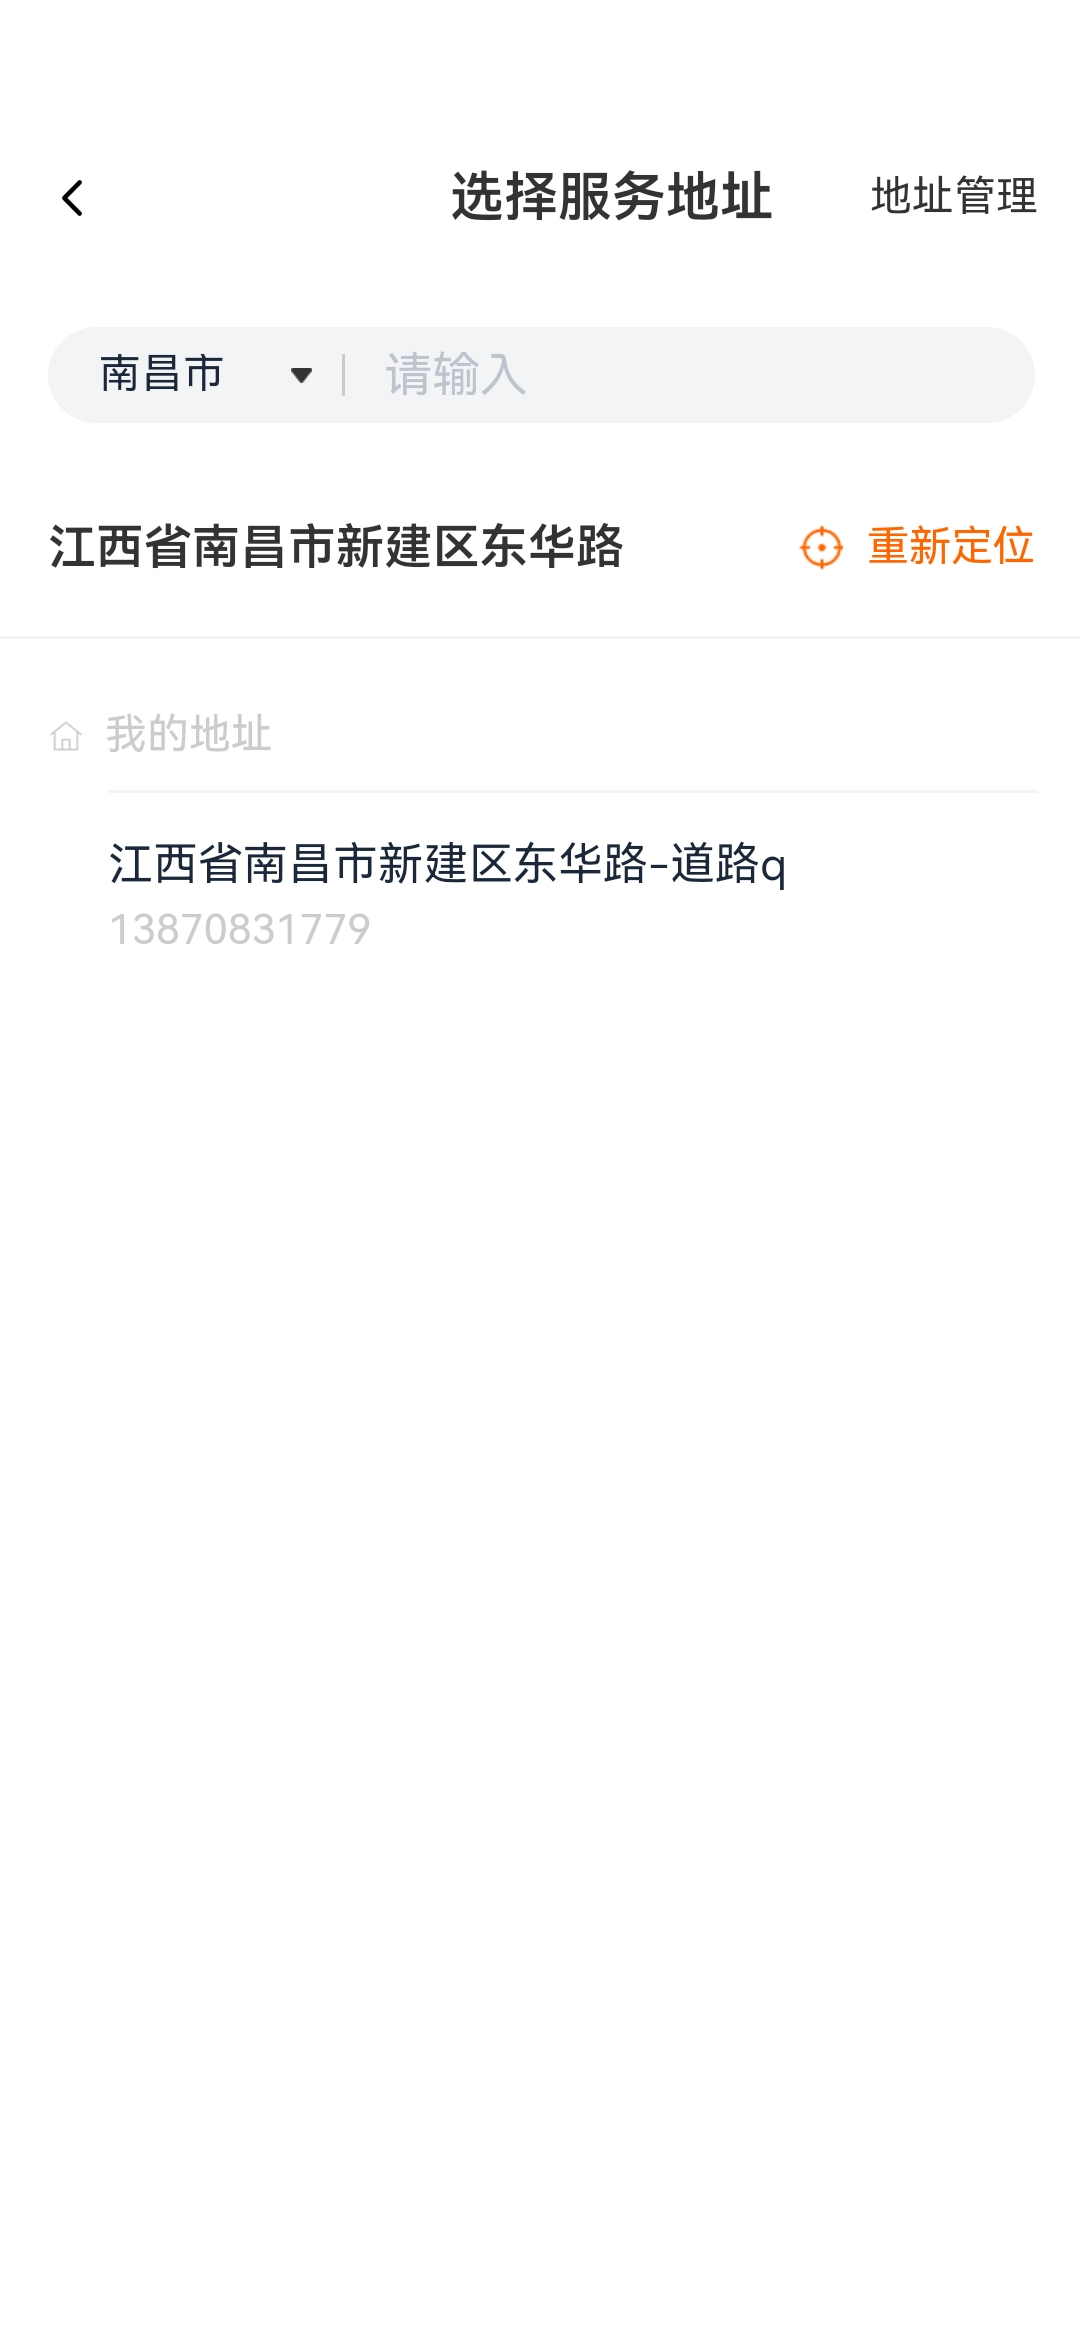 选择服务地址 地址管理
南昌市 请输入
江西省南昌市新建区东华路 重新定位
我的地址
江西省南昌市新建区东华路-道路q
13870831779